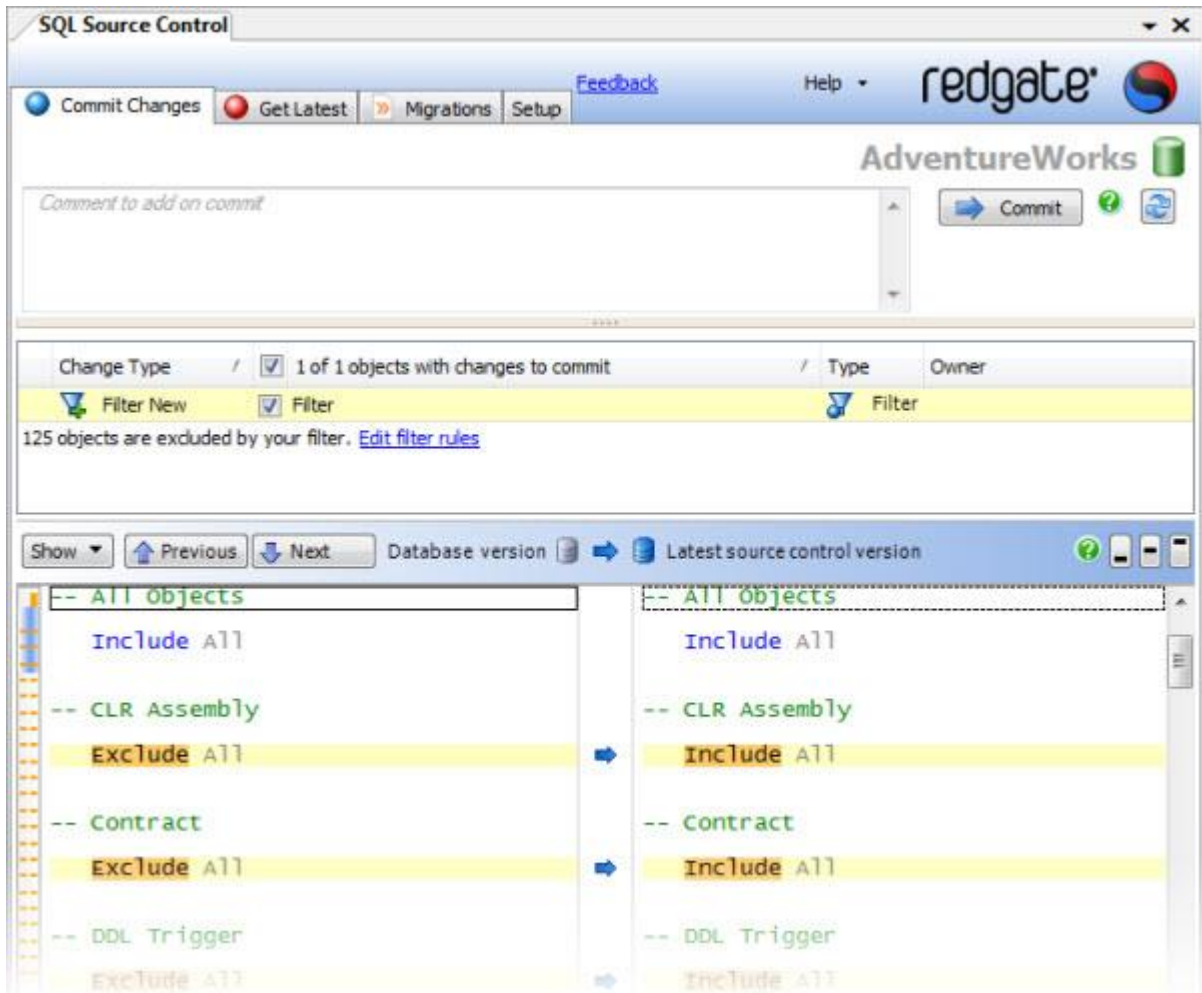 SQL Source Control
Feedback Help redgate
Commit Changes Get Latest Migrations Setup
AdventureWorks
Comment to add on commit
Commit
Change Type 1 of 1 objects with changes to commit Type Owner
Filter New Filter Filter
125 objects are excluded by your filter. Edit filter rules
Show Previous Next Database version Latest source control version
-- All Objects -- All Objects
Include All Include All
-- CLR Assembly -- CLR Assembly
Exclude All Include All
-- Contract -- Contract
Exclude All Include All
-- DDL Trigger -- DDL Trigger
Exclude All Include All